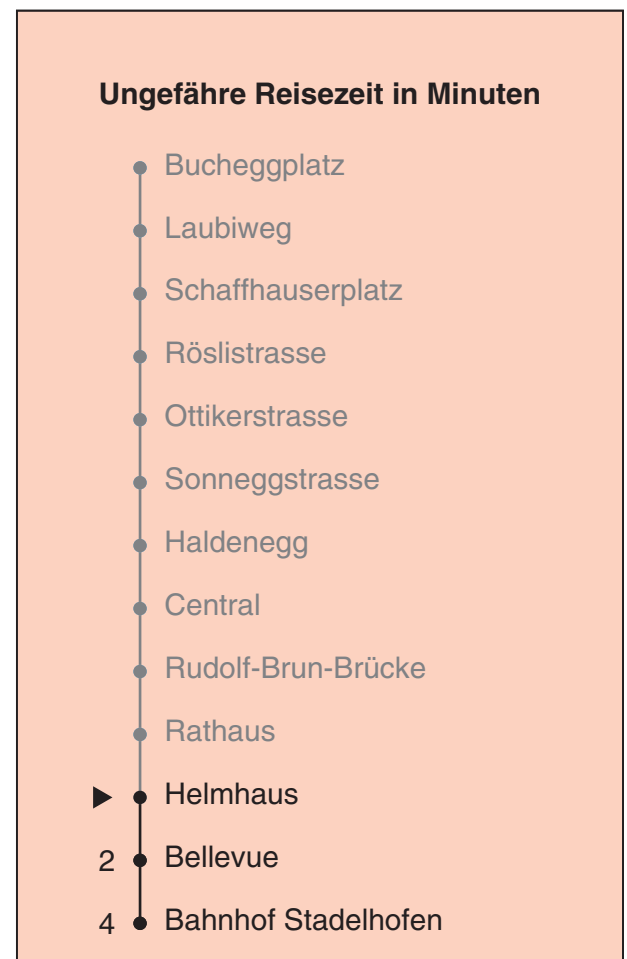 Ungefähre Reisezeit in Minuten
Bucheggplatz
Laubiweg
Schaffhauserplatz
Röslistrasse
Ottikerstrasse
Sonneggstrasse
Haldenegg
Central
Rudolf-Brun-Brücke
Rathaus
Helmhaus
2 Bellevue
4 Bahnhof Stadelhofen